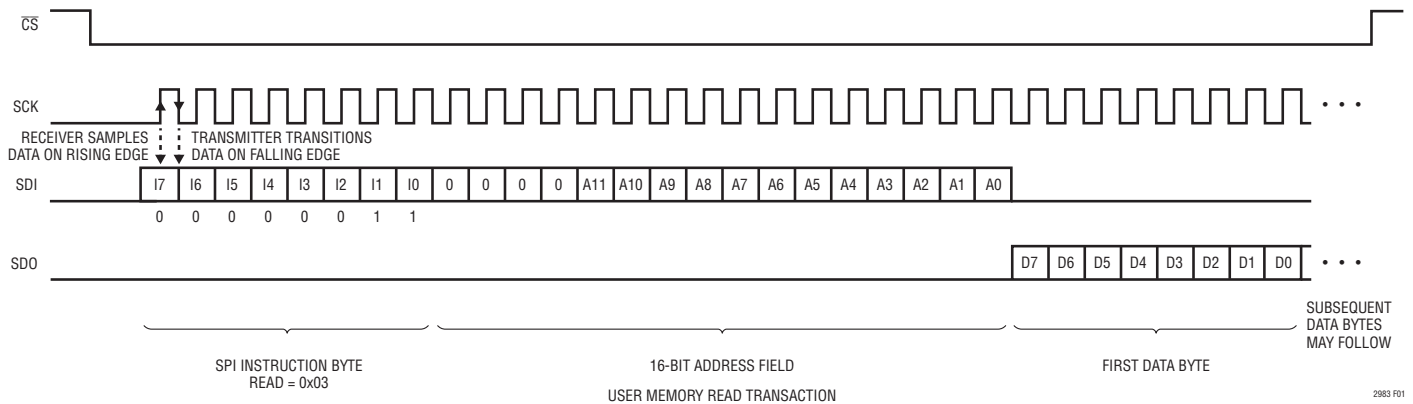 CS
SCK
RECEIVER SAMPLES
DATA ON RISING EDGE
TRANSMITTER TRANSITIONS
DATA ON FALLING EDGE
SDI
I7 I6 I5 I4 I3 I2 I1 I0 0 0 0 0 A11 A10 A9 A8 A7 A6 A5 A4 A3 A2 A1 A0
0 0 0 0 0 0 1 1
SDO
D7 D6 D5 D4 D3 D2 D1 D0 • • •
• • •
SUBSEQUENT
DATA BYTES
MAY FOLLOW
SPI INSTRUCTION BYTE
READ = 0x03
16-BIT ADDRESS FIELD
FIRST DATA BYTE
USER MEMORY READ TRANSACTION
2983 F01